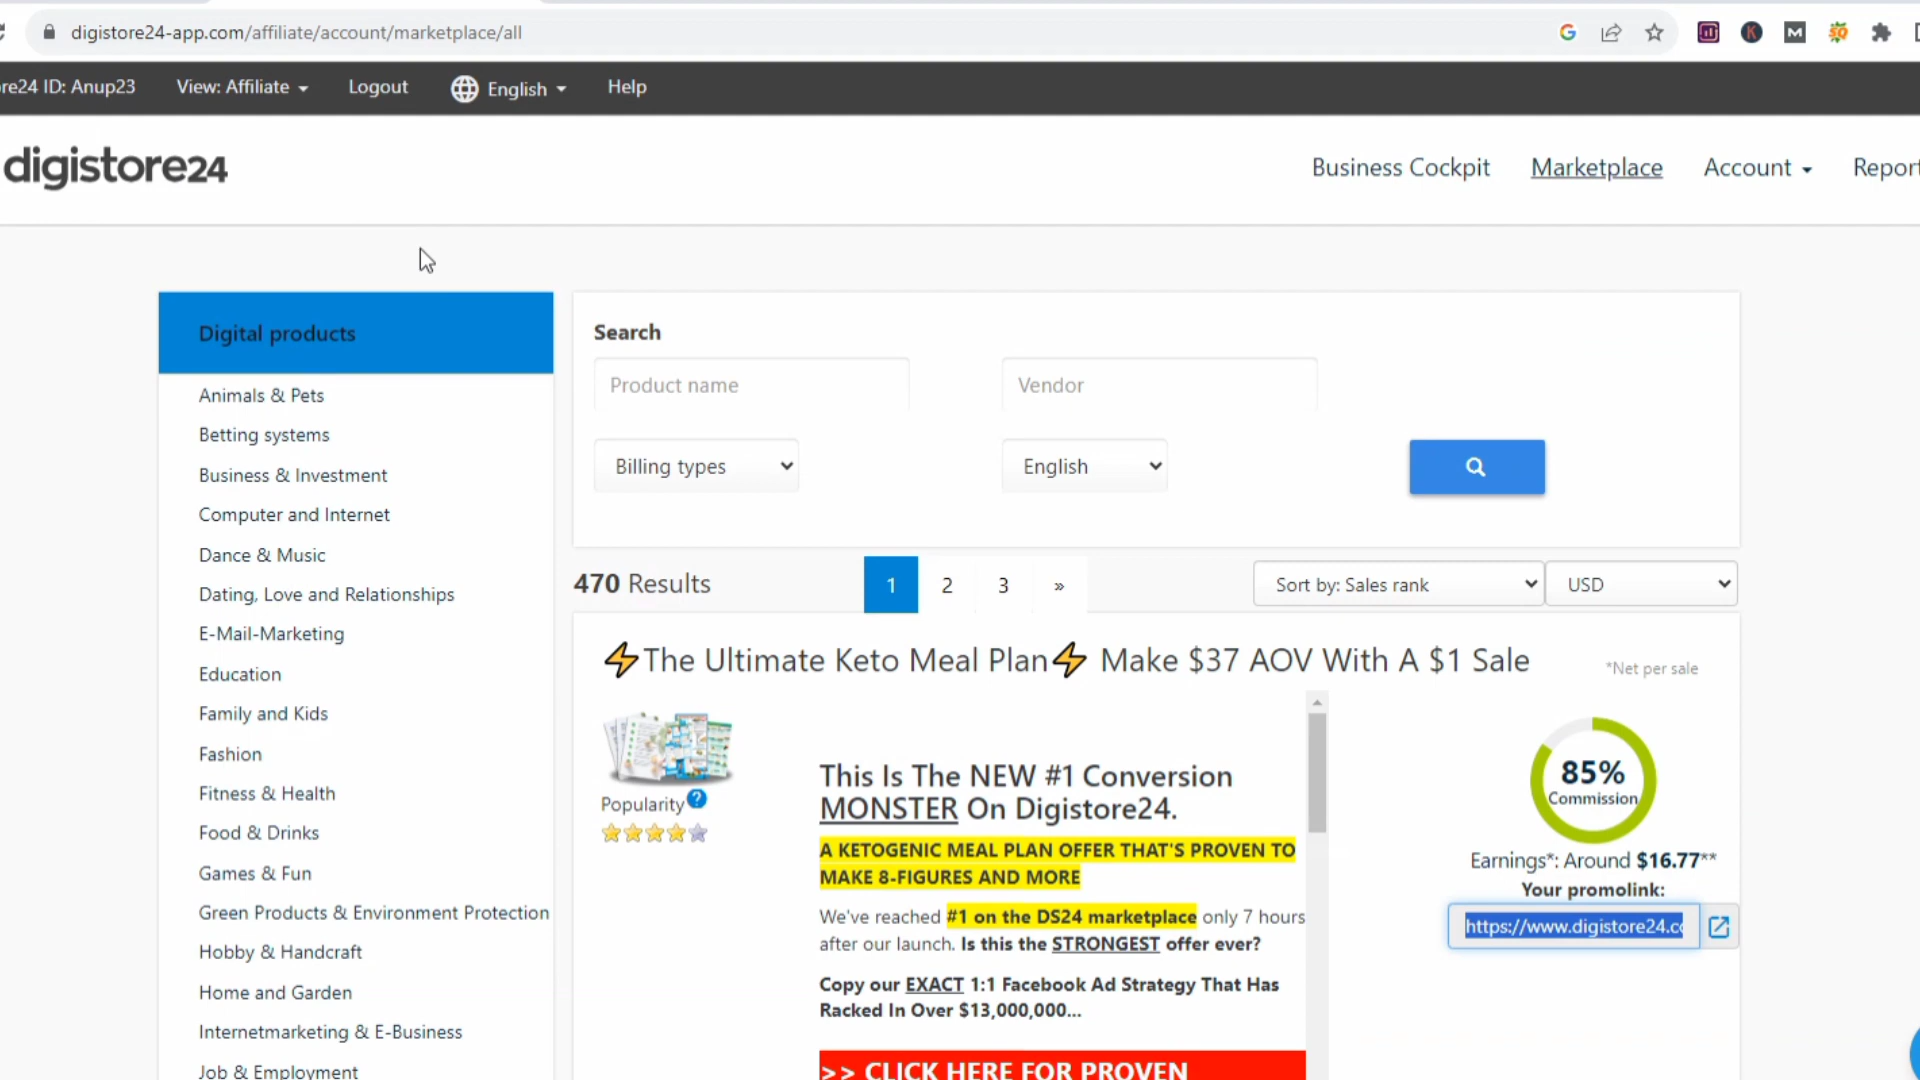 digistore24-app.com/affiliate/account/marketplace/all
re24 ID: Anup23
View: Affiliate
Logout
English
Help
digistore24
Business Cockpit
Marketplace
Account
Report
Digital products
Animals & Pets
Betting systems
Business & Investment
Computer and Internet
Dance & Music
Dating, Love and Relationships
E-Mail-Marketing
Education
Family and Kids
Fashion
Fitness & Health
Food & Drinks
Games & Fun
Green Products & Environment Protection
Hobby & Handcraft
Home and Garden
Internetmarketing & E-Business
Job & Employment
Search
Product name
Vendor
Billing types
English
470 Results
1 2 3 »
Sort by: Sales rank
USD
⚡The Ultimate Keto Meal Plan⚡ Make $37 AOV With A $1 Sale
*Net per sale
Popularity
This Is The NEW #1 Conversion
MONSTER On Digistore24.
A KETOGENIC MEAL PLAN OFFER THAT'S PROVEN TO
MAKE 8-FIGURES AND MORE
We've reached #1 on the DS24 marketplace only 7 hours
after our launch. Is this the STRONGEST offer ever?
Copy our EXACT 1:1 Facebook Ad Strategy That Has
Racked In Over $13,000,000...
>> CLICK HERE FOR PROVEN
85%
Commission
Earnings*: Around $16.77**
Your promolink:
https://www.digistore24.co